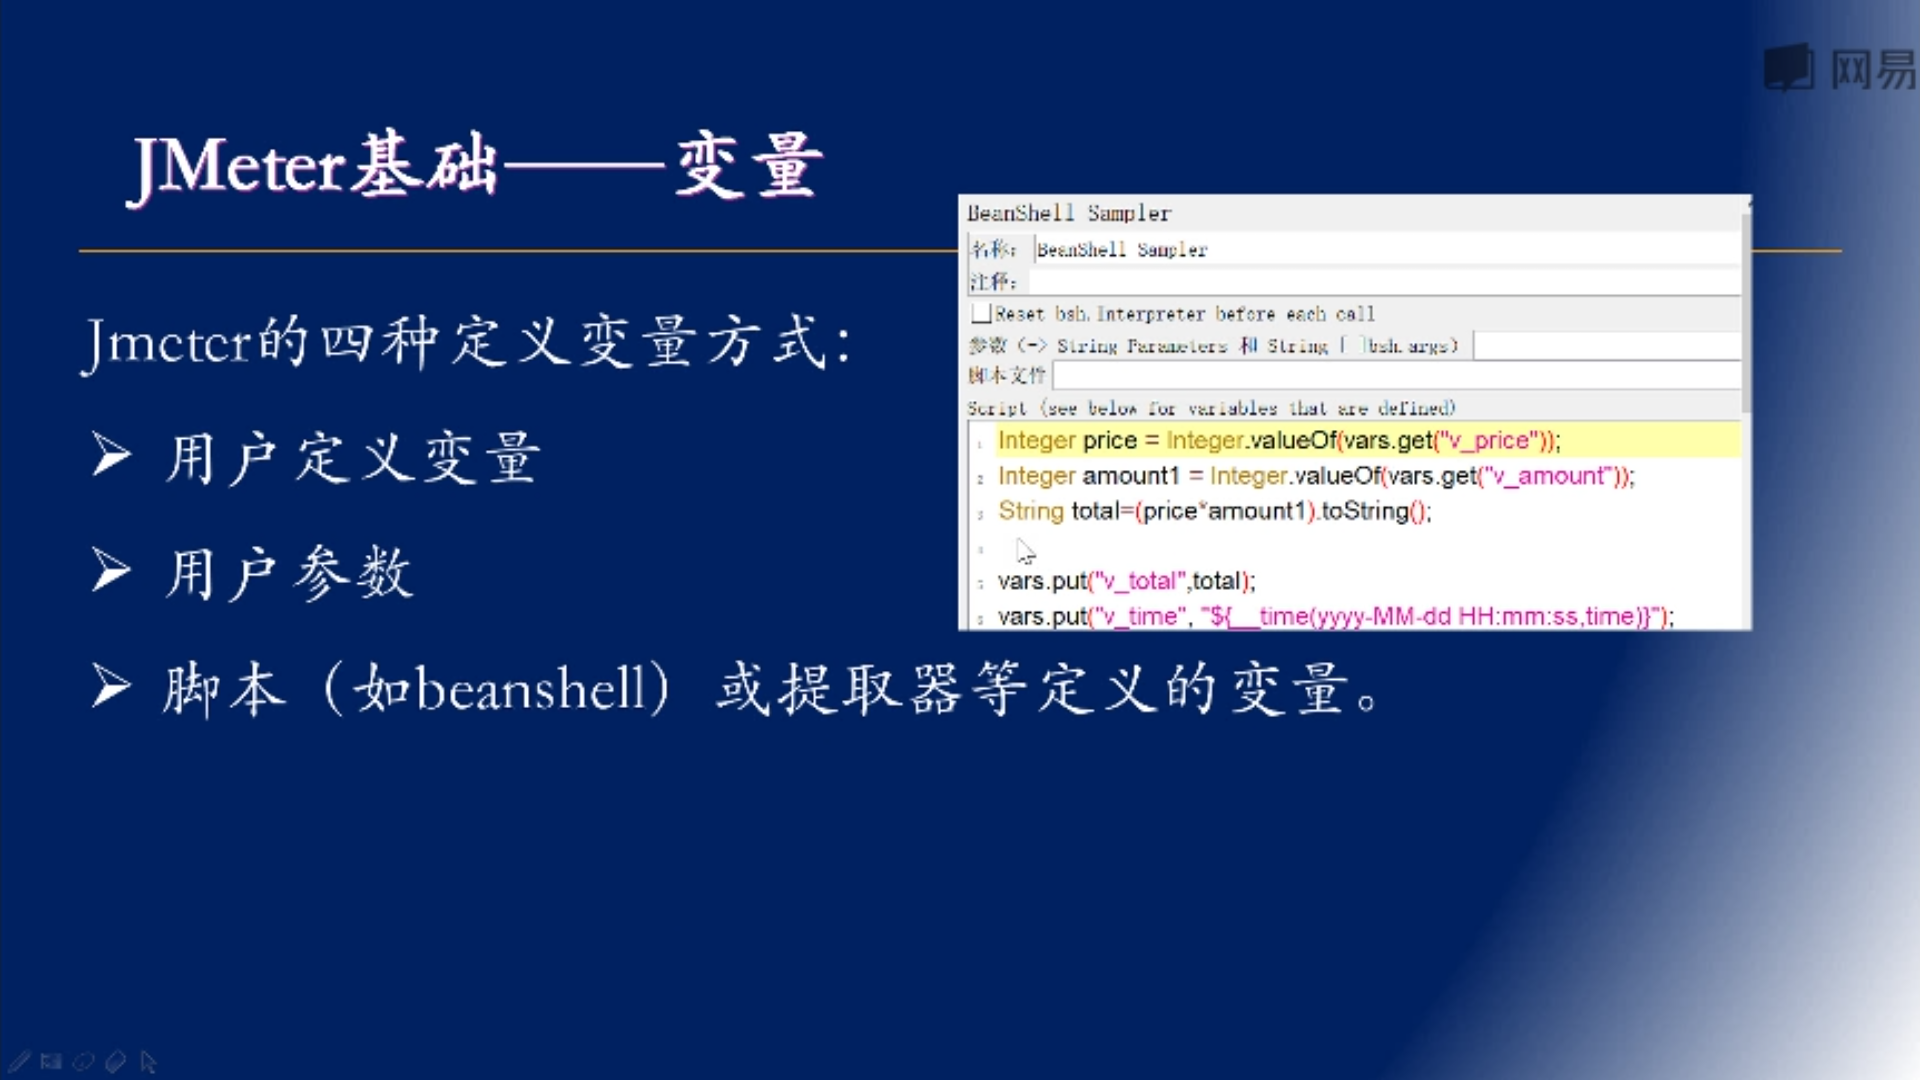 网易
JMeter基础——变量
Jmeter的四种定义变量方式：
➢ 用户定义变量
➢ 用户参数
➢ 脚本（如beanshell）或提取器等定义的变量。
BeanShell Sampler
名称： BeanShell Sampler
注释：
Reset bsh.Interpreter before each call
参数 (-> String Parameters 和 String [ ]bsh.args)
脚本文件
Script (see below for variables that are defined)
1 Integer price = Integer.valueOf(vars.get("v_price"));
2 Integer amount1 = Integer.valueOf(vars.get("v_amount"));
3 String total=(price*amount1).toString();
4
5 vars.put("v_total",total);
vars.put("v_time", "${__time(yyyy-MM-dd HH:mm:ss,time)}");